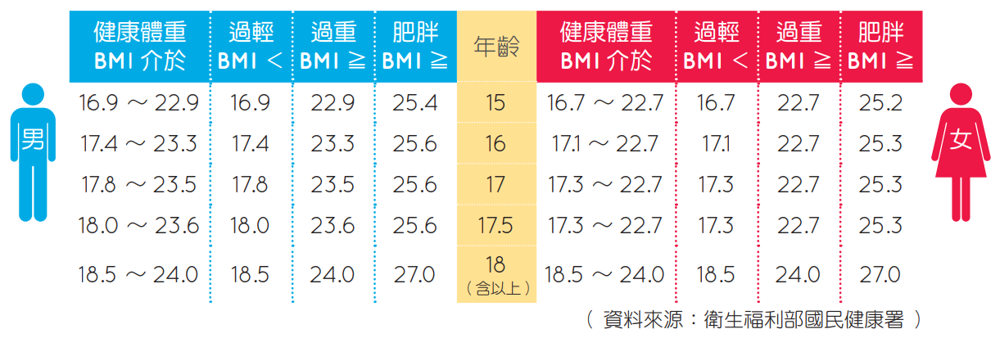 健康體重 過輕 過重 肥胖 年齡 健康體重 過輕 過重 肥胖
BMI 介於 BMI < BMI ≧ BMI ≧ BMI 介於 BMI < BMI ≧ BMI ≧
16.9 ～ 22.9 16.9 22.9 25.4 15 16.7 ～ 22.7 16.7 22.7 25.2
男 17.4 ～ 23.3 17.4 23.3 25.6 16 17.1 ～ 22.7 17.1 22.7 25.3 女
17.8 ～ 23.5 17.8 23.5 25.6 17 17.3 ～ 22.7 17.3 22.7 25.3
18.0 ～ 23.6 18.0 23.6 25.6 17.5 17.3 ～ 22.7 17.3 22.7 25.3
18.5 ～ 24.0 18.5 24.0 27.0 18 18.5 ～ 24.0 18.5 24.0 27.0
（含以上）
（ 資料來源：衛生福利部國民健康署 ）